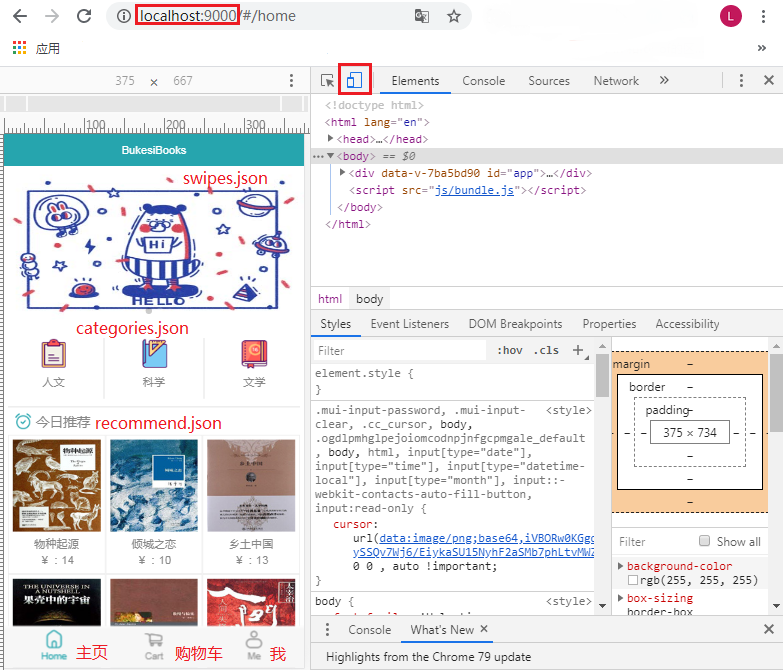 localhost:9000/#/home
L
应用
»
375 × 667
Elements Console Sources Network »
100 200 300
BukesiBooks
swipes.json
Hi
HELLO
categories.json
人文 科学 文学
今日推荐 recommend.json
物种起源
乡土中国
物种起源 倾城之恋 乡土中国
¥ : 14 ¥ : 10 ¥ : 13
THE UNIVERSE IN
A NUTSHELL
果壳中的宇宙
Home 主页 Cart 购物车 Me 我
<!doctype html>
<html lang="en">
<head>…</head>
<body> == $0
<div data-v-7ba5bd90 id="app">…</div>
<script src="js/bundle.js"></script>
</body>
</html>
html body
Styles Event Listeners DOM Breakpoints Properties Accessibility
Filter :hov .cls +
element.style {
}
.mui-input-password, .mui-input- <style>
clear, .cc_cursor, body,
.ogdlpmhglpejoiomcodnpjnfgcpmgale_default
, body, html, input[type="date"],
input[type="time"], input[type="datetime-
local"], input[type="month"], input::-
webkit-contacts-auto-fill-button,
input:read-only {
cursor:
url(data:image/png;base64,iVBORw0KGgo
ySSQv7Wj6/EiykaSU15NyhF2aSMb7phLtvMWZ
0 0 , auto !important;
}
body { <style>
margin –
border –
padding–
– – – 375 × 734 – – –
–
–
–
Filter Show all
background-color
rgb(255, 255, 255)
box-sizing
border-box
Console What's New ×
Highlights from the Chrome 79 update